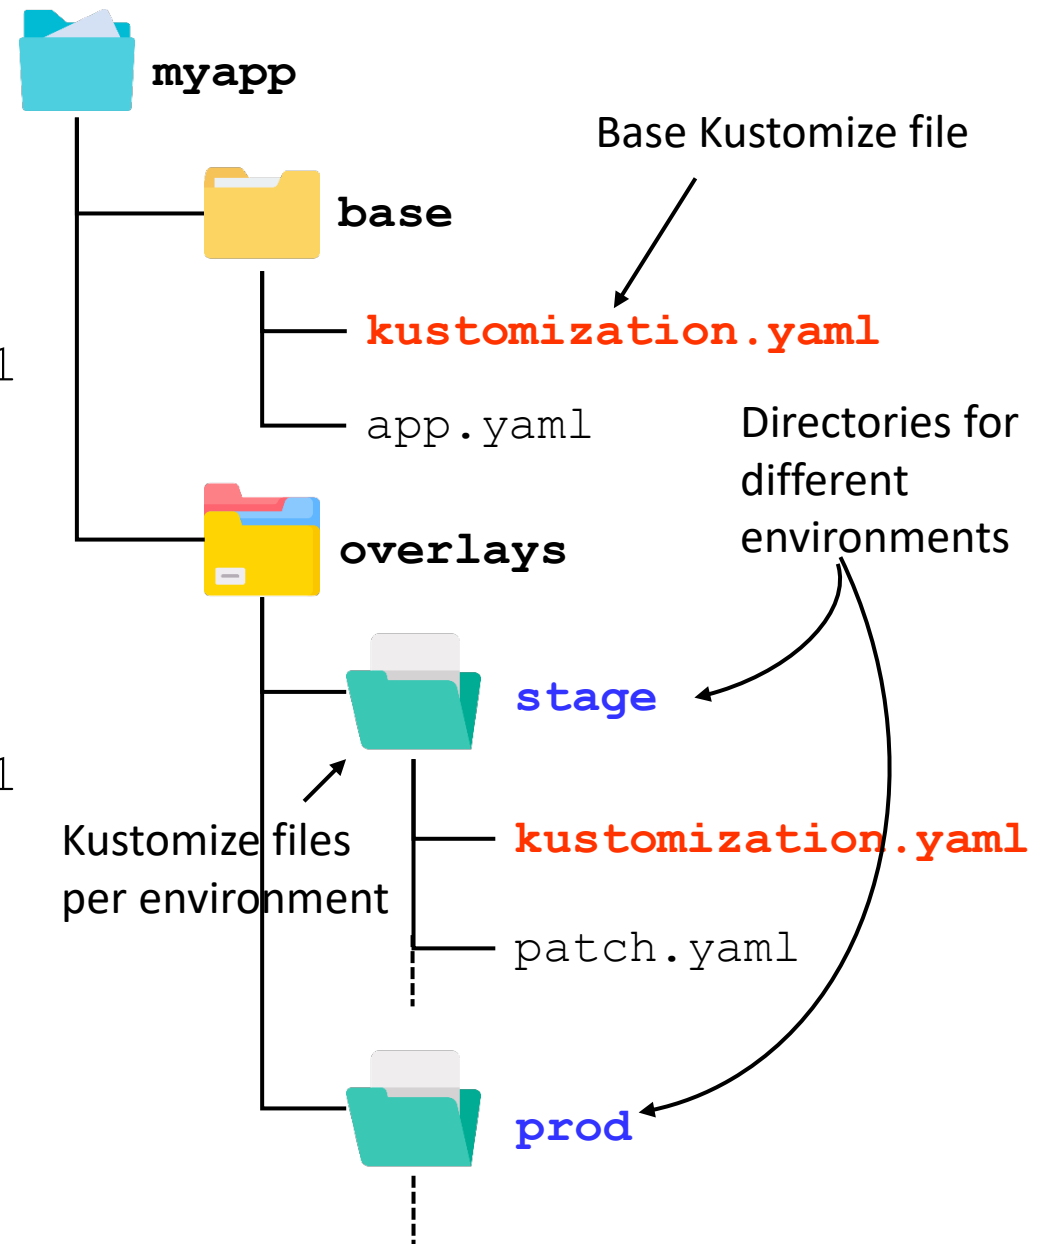 myapp
Base Kustomize file
base
kustomization.yaml
l
app.yaml
Directories for
different
environments
overlays
stage
l
Kustomize files
per environment
kustomization.yaml
patch.yaml
prod